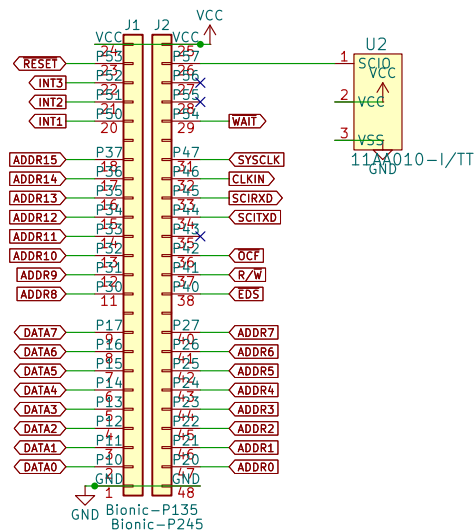 VCC
J1 J2
U2
VCC VCC
24 25
RESET P53 P57
23 26
1 SCIO
INT3 P52 P56
22 27
VCC
INT2 P51 P55
21 28
2 VCC
INT1 P50 P54 WAIT
20 29
3 VSS
11AA010-I/TT
GND
ADDR15 P37 P47 SYSCLK
18 31
ADDR14 P36 P46 CLKIN
17 32
ADDR13 P35 P45 SCIRXD
16 33
ADDR12 P34 P44 SCITXD
15 34
ADDR11 P33 P43
14 35
ADDR10 P32 P42 OCF
13 36
ADDR9 P31 P41 R/W
12 37
ADDR8 P30 P40 EDS
11 38
DATA7 P17 P27 ADDR7
9 40
DATA6 P16 P26 ADDR6
8 41
DATA5 P15 P25 ADDR5
7 42
DATA4 P14 P24 ADDR4
6 43
DATA3 P13 P23 ADDR3
5 44
DATA2 P12 P22 ADDR2
4 45
DATA1 P11 P21 ADDR1
3 46
DATA0 P10 P20 ADDR0
2 47
GND GND
1 48
GND
Bionic-P135
Bionic-P245